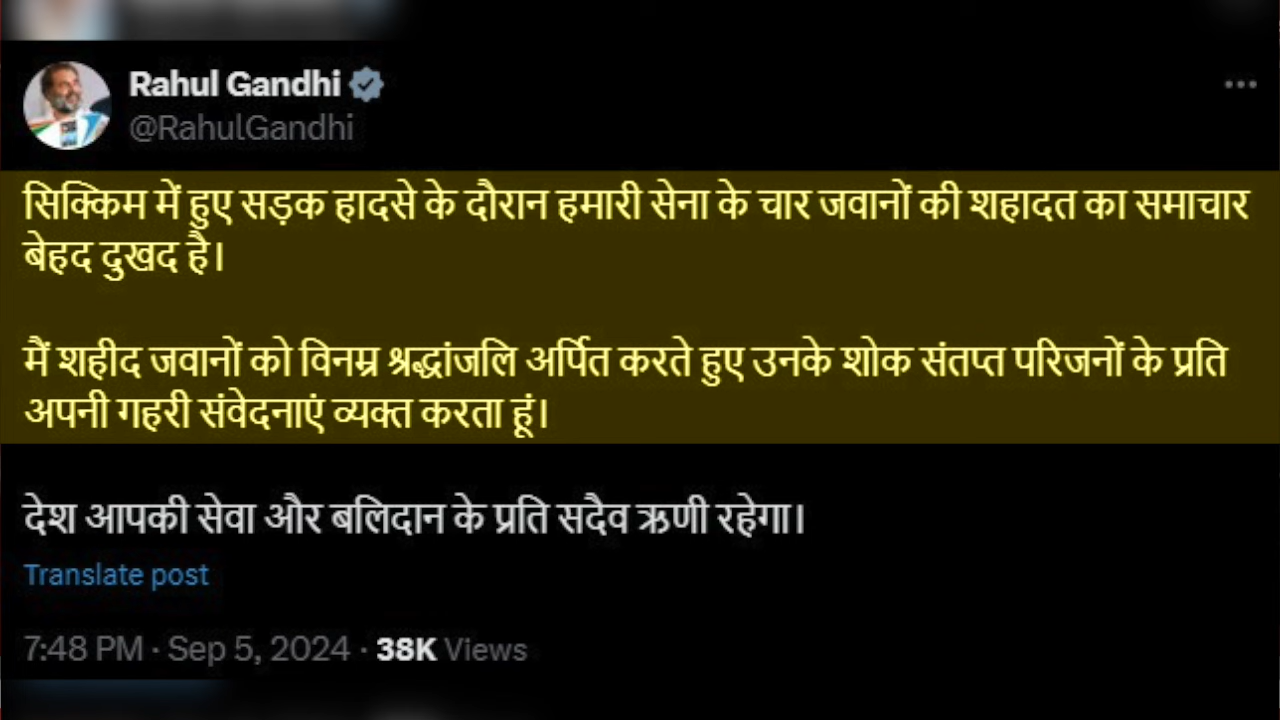 Rahul Gandhi
@RahulGandhi
सिक्किम में हुए सड़क हादसे के दौरान हमारी सेना के चार जवानों की शहादत का समाचार
बेहद दुखद है।
मैं शहीद जवानों को विनम्र श्रद्धांजलि अर्पित करते हुए उनके शोक संतप्त परिजनों के प्रति
अपनी गहरी संवेदनाएं व्यक्त करता हूं।
देश आपकी सेवा और बलिदान के प्रति सदैव ऋणी रहेगा।
Translate post
7:48 PM · Sep 5, 2024 · 38K Views